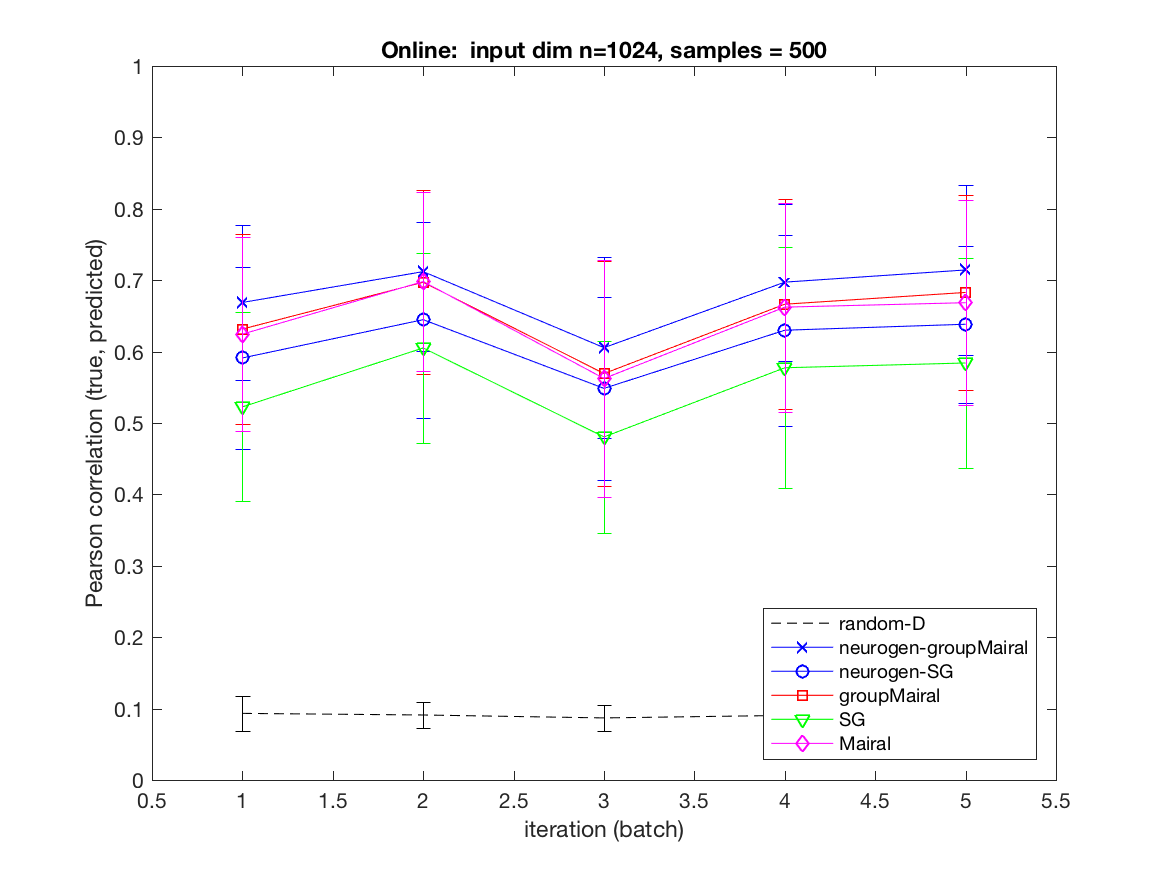 Online:  input dim n=1024, samples = 500
1
0.9
0.8
0.7
0.6
0.5
0.4
0.3
0.2
0.1
0
Pearson correlation (true, predicted)
random-D
neurogen-groupMairal
neurogen-SG
groupMairal
SG
Mairal
0.5 1 1.5 2 2.5 3 3.5 4 4.5 5 5.5
iteration (batch)